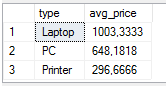 type avg_price
1 Laptop 1003,3333
2 PC 648,1818
3 Printer 296,6666